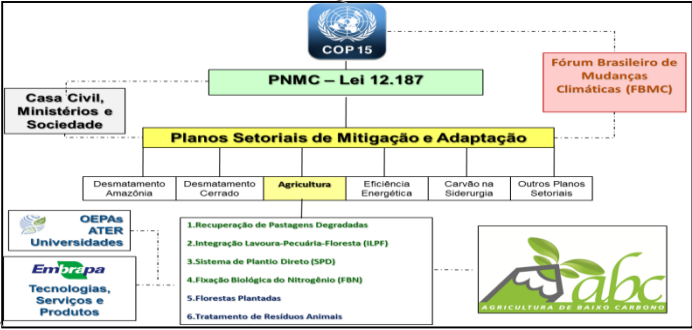 COP 15
PNMC – Lei 12.187
Fórum Brasileiro de
Mudanças
Climáticas (FBMC)
Casa Civil,
Ministérios e
Sociedade
Planos Setoriais de Mitigação e Adaptação
Desmatamento
Amazônia
Desmatamento
Cerrado
Agricultura
Eficiência
Energética
Carvão na
Siderurgia
Outros Planos
Setoriais
OEPAs
ATER
Universidades
Embrapa
Tecnologias,
Serviços e
Produtos
1.Recuperação de Pastagens Degradadas
2.Integração Lavoura-Pecuária-Floresta (ILPF)
3.Sistema de Plantio Direto (SPD)
4.Fixação Biológica do Nitrogênio (FBN)
5.Florestas Plantadas
6.Tratamento de Resíduos Animais
abc
AGRICULTURA DE BAIXO CARBONO